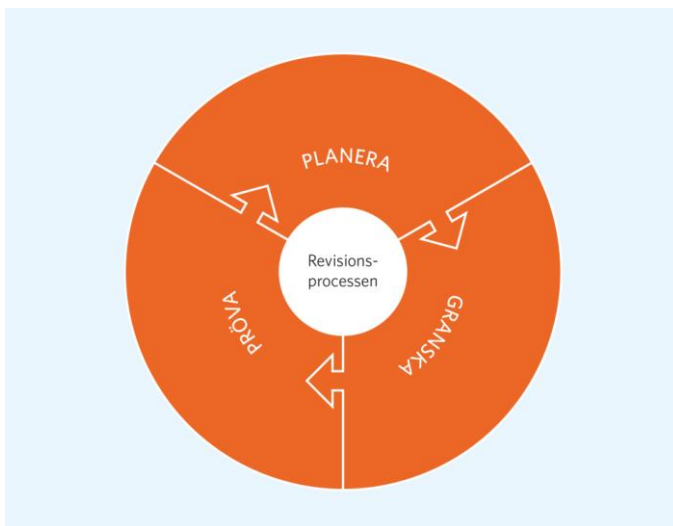 PLANERA
Revisions-
processen
GRANSKA
PRÖVA